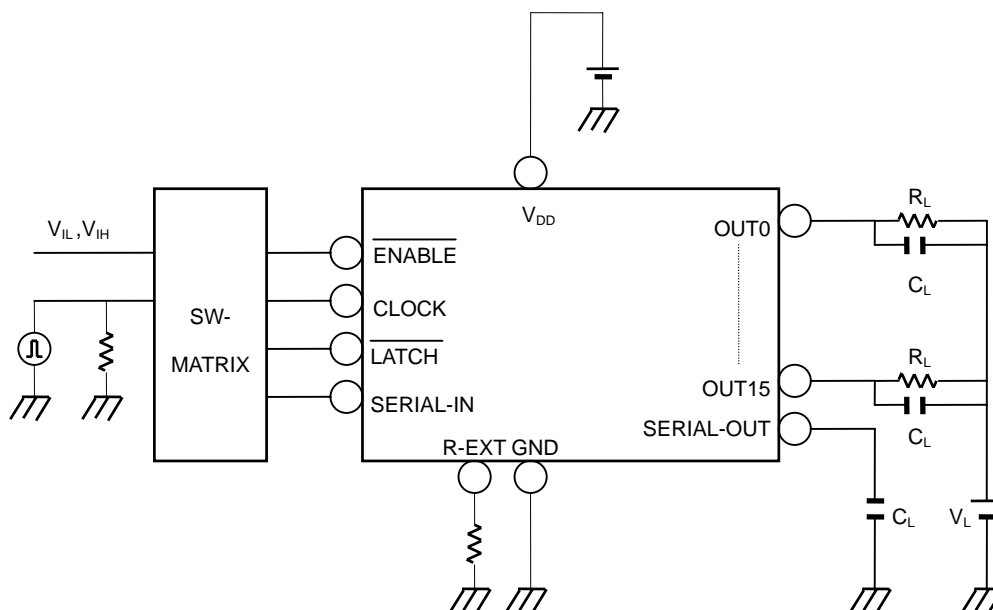 V_DD
OUT0
R_L
C_L
V_IL, V_IH
ENABLE
CLOCK
SW-
MATRIX
LATCH
SERIAL-IN
R_L
OUT15
C_L
SERIAL-OUT
R-EXT GND
C_L
V_L